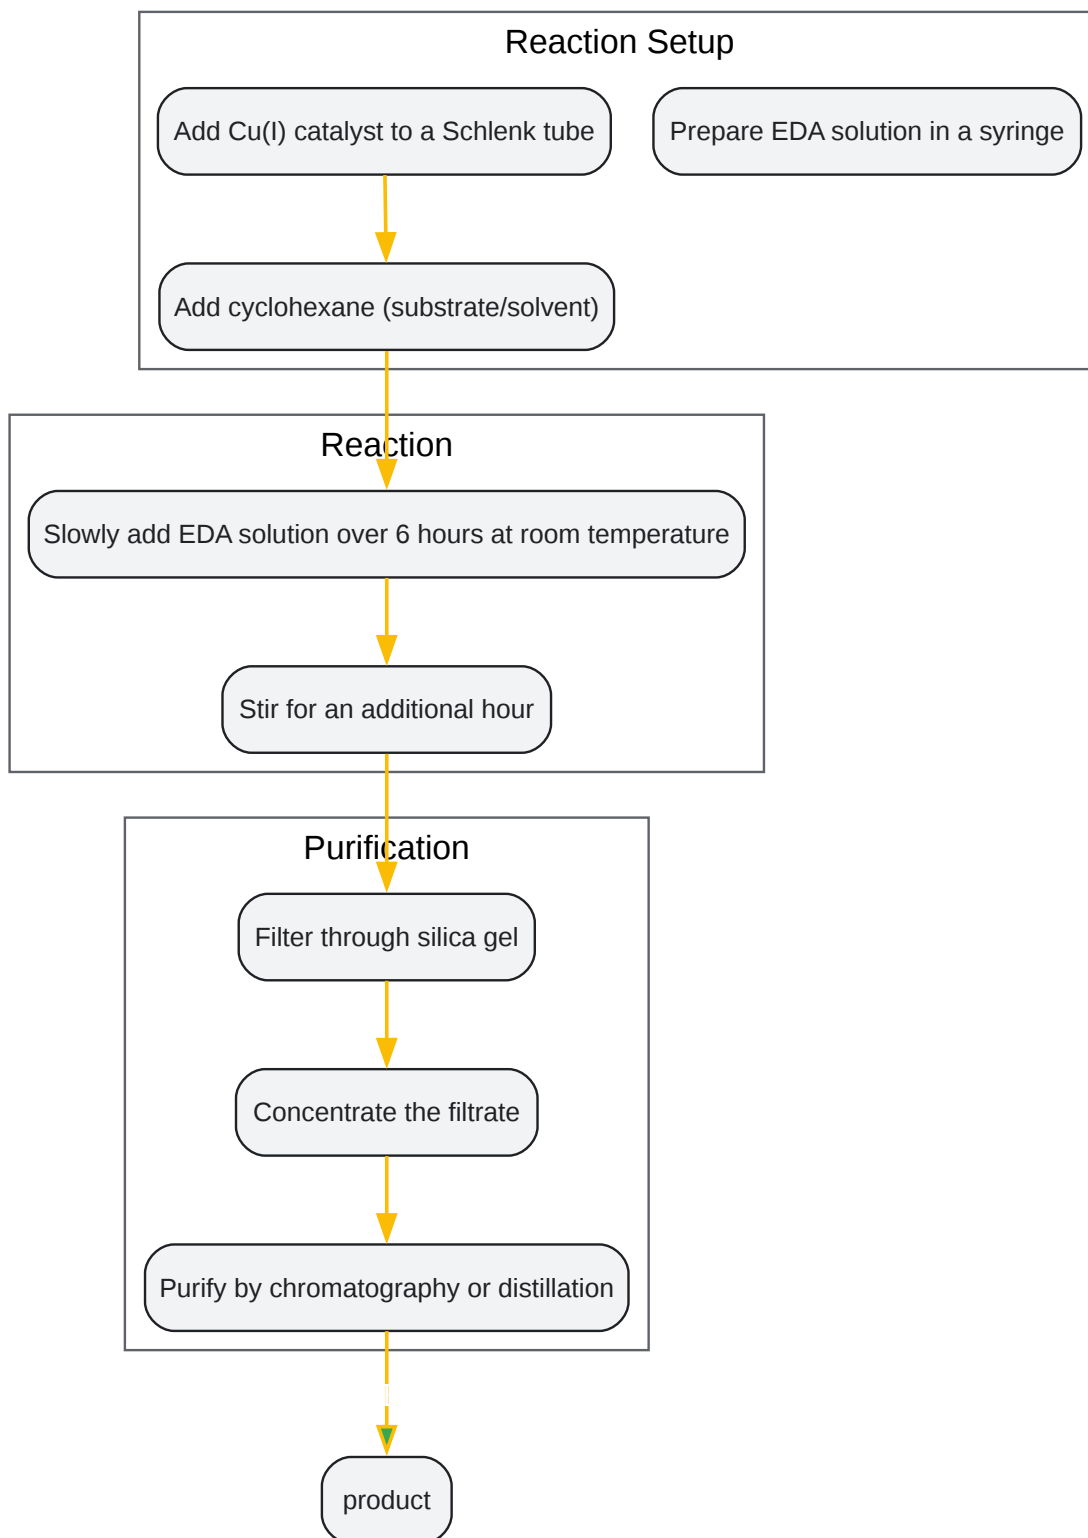 Reaction Setup
Add Cu(I) catalyst to a Schlenk tube
Prepare EDA solution in a syringe
Add cyclohexane (substrate/solvent)
Reaction
Slowly add EDA solution over 6 hours at room temperature
Stir for an additional hour
Purification
Filter through silica gel
Concentrate the filtrate
Purify by chromatography or distillation
product